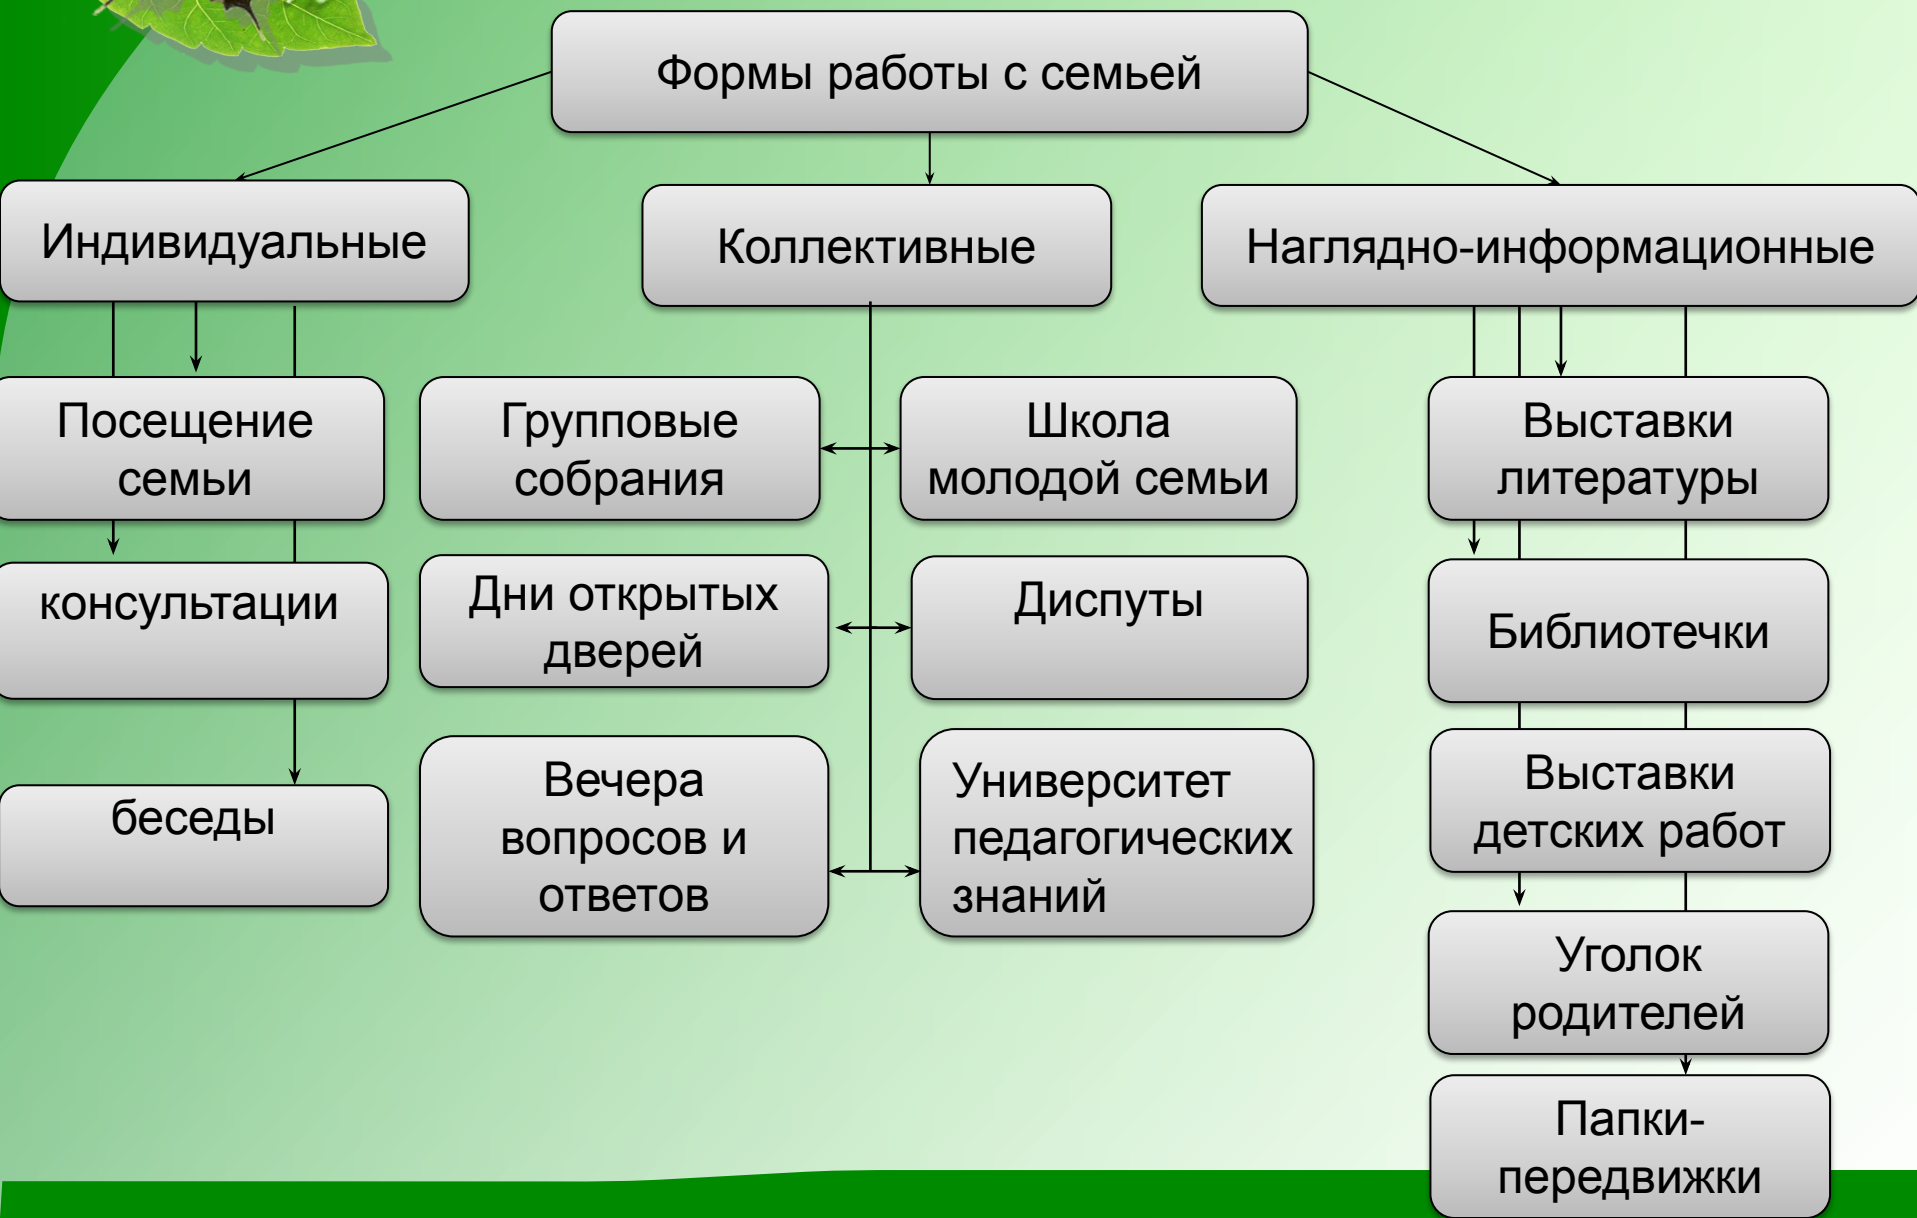 Формы работы с семьей
Индивидуальные
Коллективные
Наглядно-информационные
Посещение
семьи
консультации
беседы
Групповые
собрания
Школа
молодой семьи
Дни открытых
дверей
Диспуты
Вечера
вопросов и
ответов
Университет
педагогических
знаний
Выставки
литературы
Библиотечки
Выставки
детских работ
Уголок
родителей
Папки-
передвижки